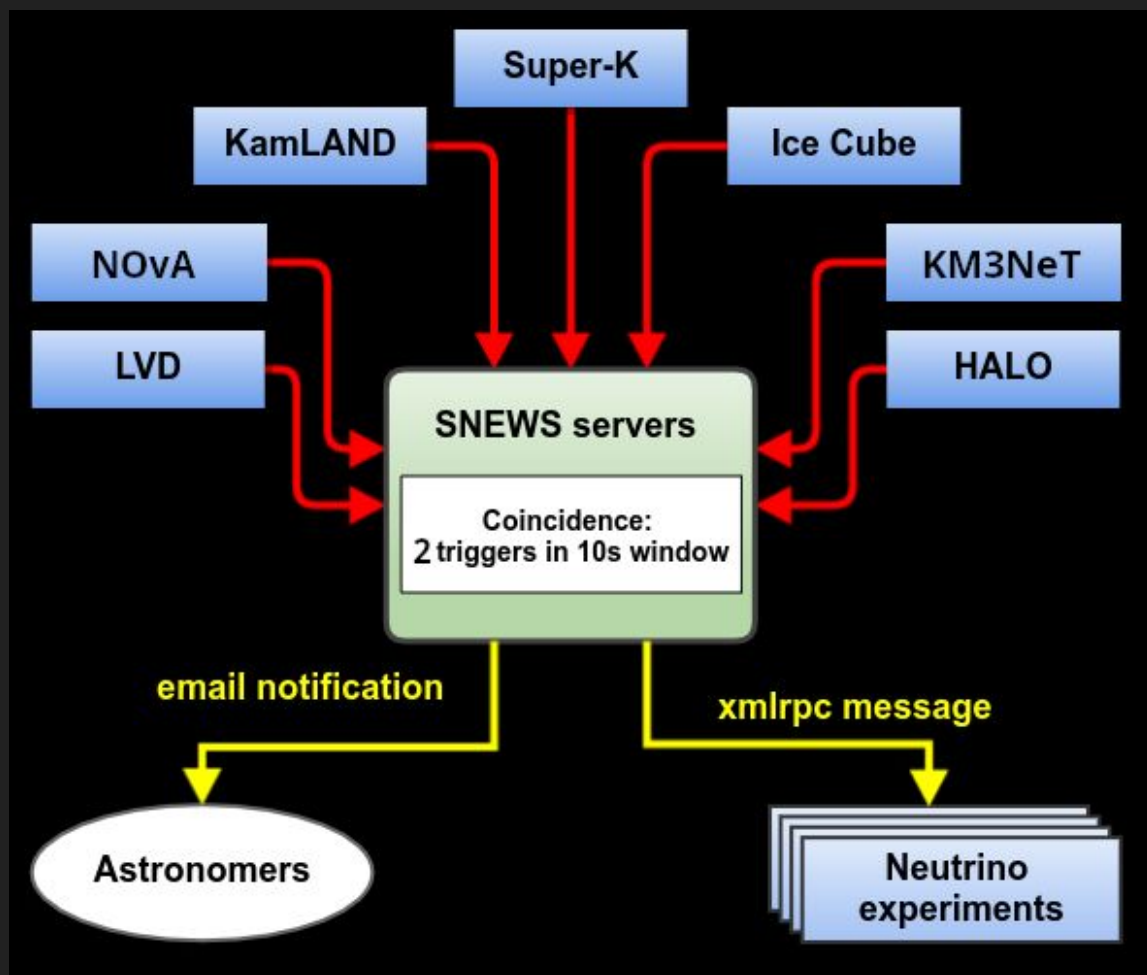 Super-K
KamLAND
Ice Cube
NOvA
KM3NeT
LVD
HALO
SNEWS servers
Coincidence:
2 triggers in 10s window
email notification
xmlrpc message
Astronomers
Neutrino
experiments